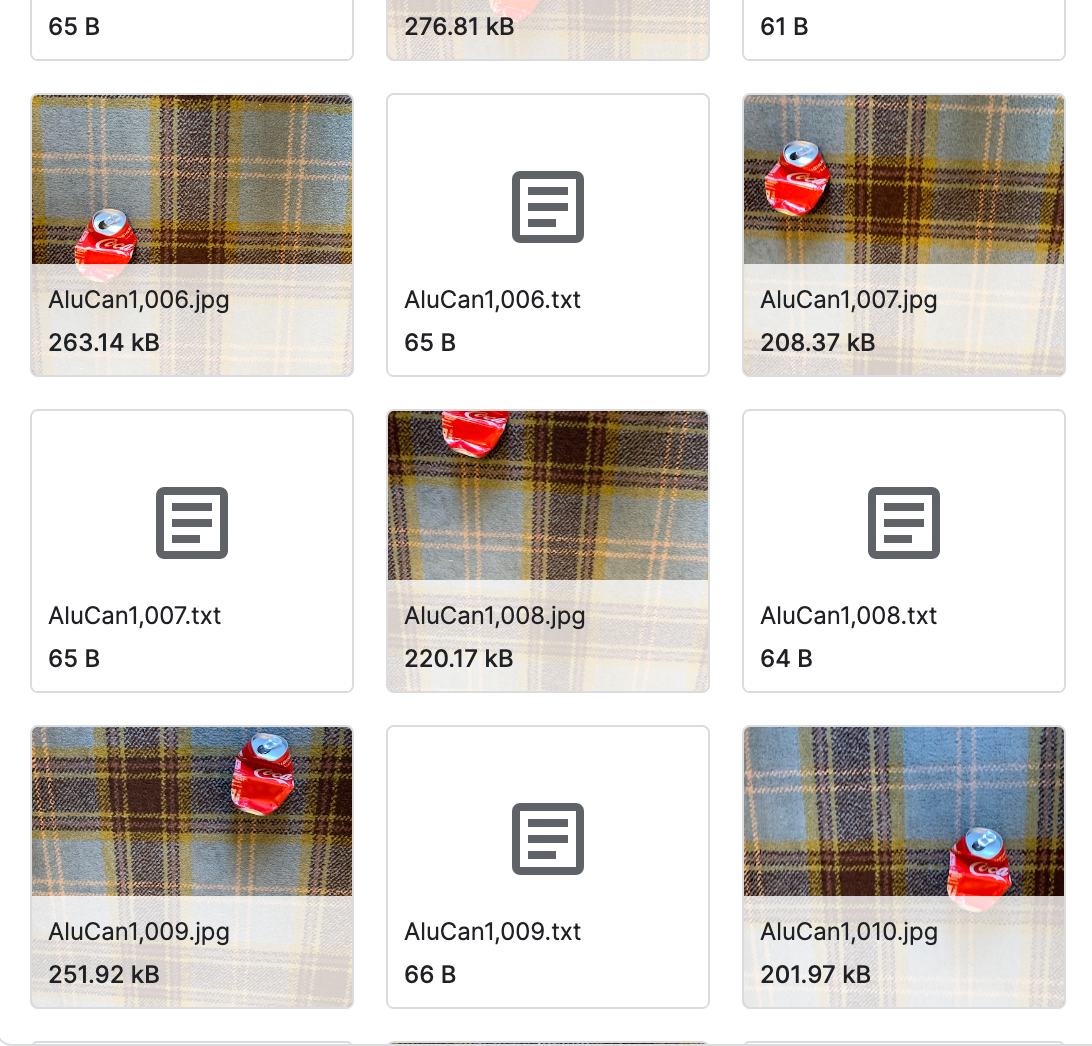 65 B
276.81 kB
61 B
AluCan1,006.jpg
263.14 kB
AluCan1,006.txt
65 B
AluCan1,007.jpg
208.37 kB
AluCan1,007.txt
65 B
AluCan1,008.jpg
220.17 kB
AluCan1,008.txt
64 B
AluCan1,009.jpg
251.92 kB
AluCan1,009.txt
66 B
AluCan1,010.jpg
201.97 kB